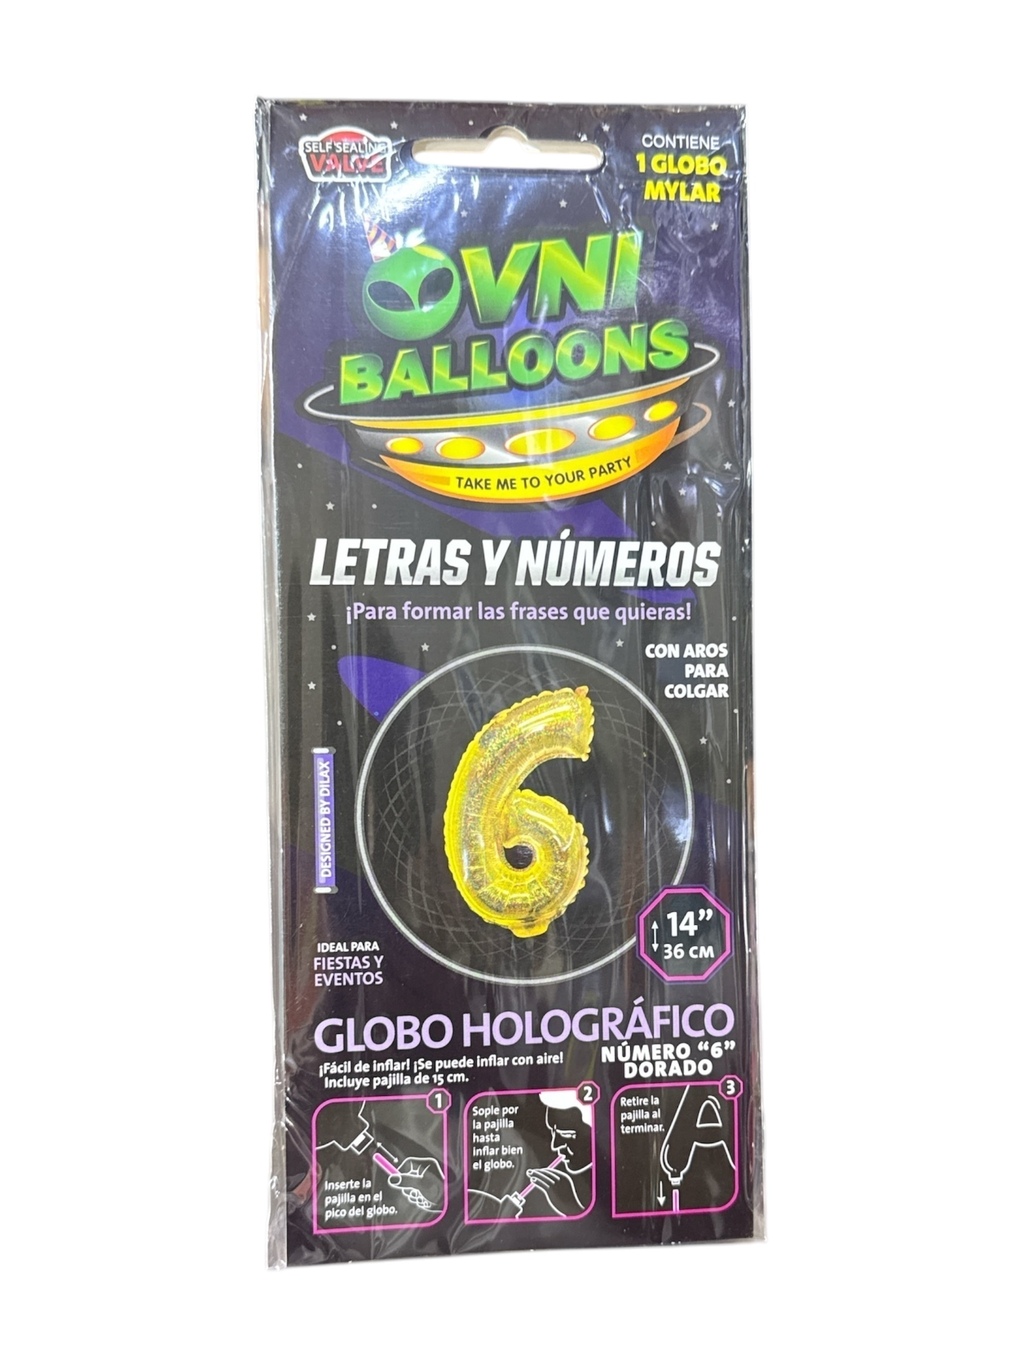 SELF SEALING
VALVE
CONTIENE
1 GLOBO
MYLAR
OVNI
BALLOONS
TAKE ME TO YOUR PARTY
LETRAS Y NÚMEROS
¡Para formar las frases que quieras!
CON AROS
PARA
COLGAR
DESIGNED BY DILAX
14”
36 CM
IDEAL PARA
FIESTAS Y
EVENTOS
GLOBO HOLOGRÁFICO
NÚMERO “6”
DORADO
¡Fácil de inflar! ¡Se puede inflar con aire!
Incluye pajilla de 15 cm.
1
Inserte la
pajilla en el
pico del globo.
2
Sople por
la pajilla
hasta
inflar bien
el globo.
3
Retire la
pajilla al
terminar.